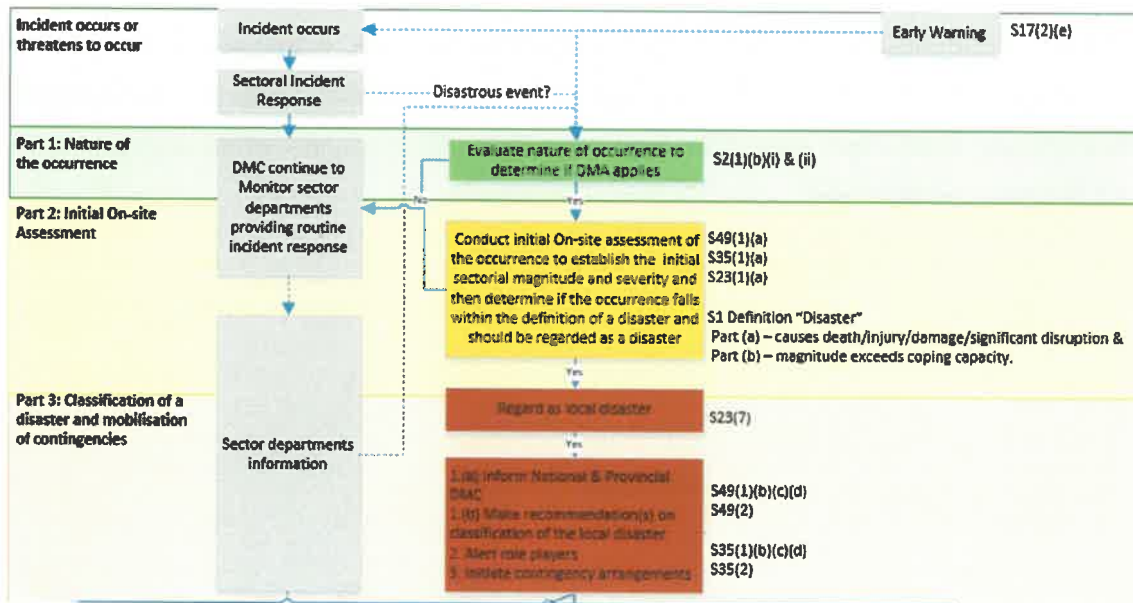 Incident occurs or
threatens to occur
Incident occurs
Early Warning
S17(2)(e)
Sectoral Incident
Response
Disastrous event?
Part 1: Nature of
the occurrence
Evaluate nature of occurrence to
determine if DMA applies
S2(1)(b)(i) & (ii)
DMC continue to
Monitor sector
departments
providing routine
incident response
No
Yes
Part 2: Initial On-site
Assessment
Conduct initial On-site assessment of
the occurrence to establish the initial
sectorial magnitude and severity and
then determine if the occurrence falls
within the definition of a disaster and
should be regarded as a disaster
S49(1)(a)
S35(1)(a)
S23(1)(a)
S1 Definition "Disaster"
Part (a) – causes death/injury/damage/significant disruption &
Part (b) – magnitude exceeds coping capacity.
Yes
Part 3: Classification of a
disaster and mobilisation
of contingencies
Regard as local disaster
S23(7)
Yes
Sector departments
information
1.(a) Inform National & Provincial
DMC
1.(b) Make recommendation(s) on
classification of the local disaster
2. Alert role players
3. Initiate contingency arrangements
S49(1)(b)(c)(d)
S49(2)
S35(1)(b)(c)(d)
S35(2)